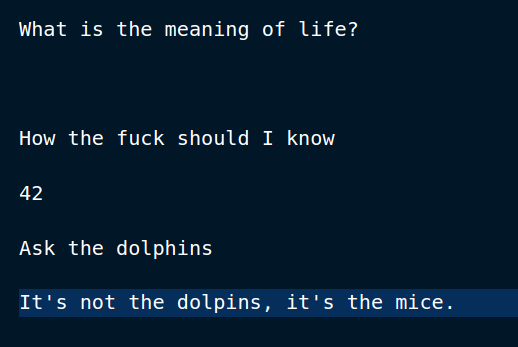 What is the meaning of life?
How the fuck should I know
42
Ask the dolphins
It's not the dolpins, it's the mice.